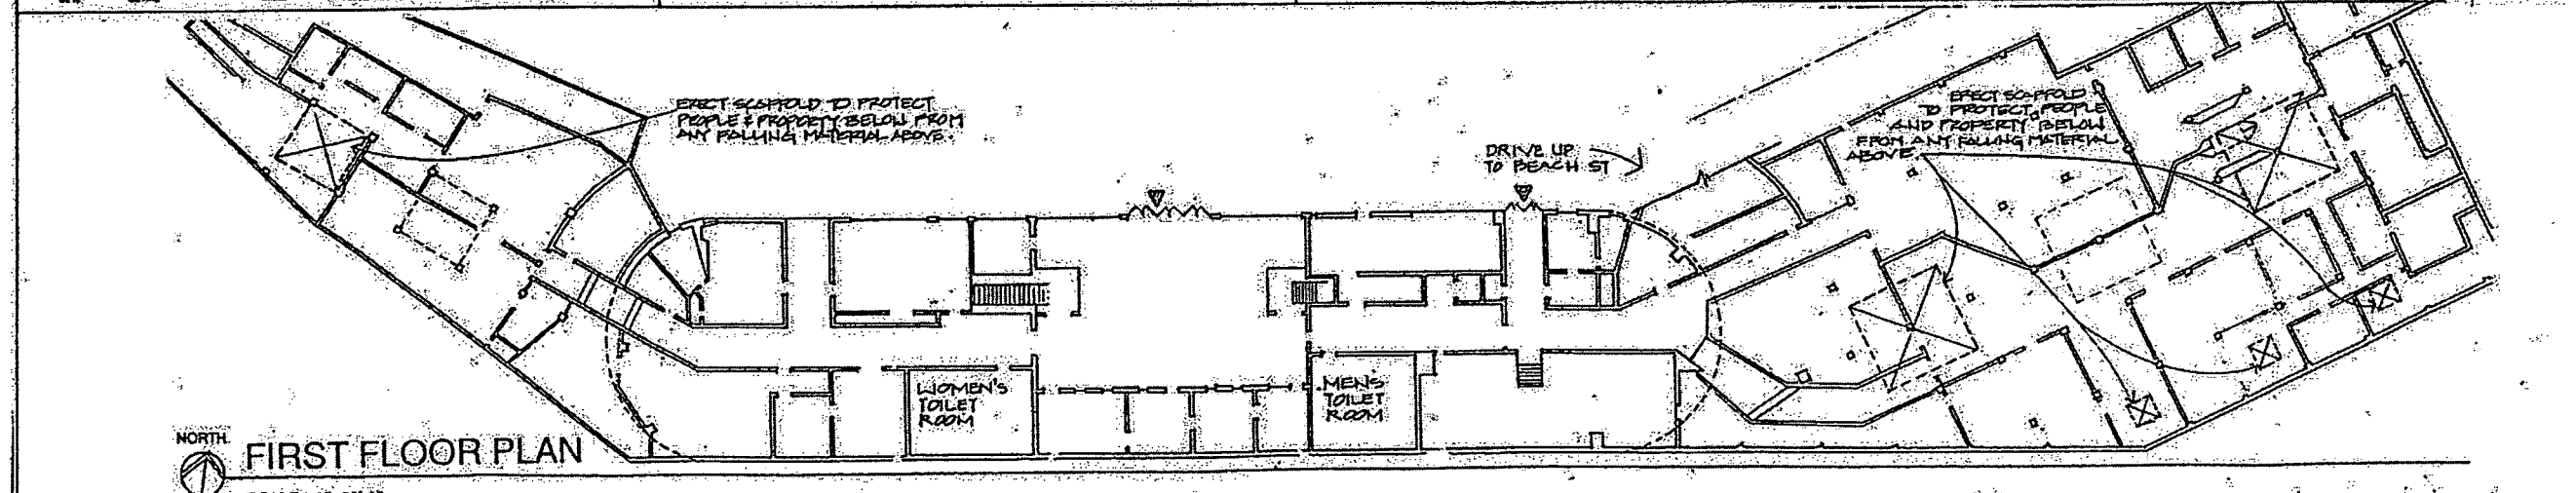 ERECT SCAFFOLD TO PROTECT
PEOPLE & PROPERTY BELOW FROM
ANY FALLING MATERIAL ABOVE.
ERECT SCAFFOLD
TO PROTECT PEOPLE
AND PROPERTY BELOW
FROM ANY FALLING MATERIAL
ABOVE.
DRIVE UP
TO BEACH ST
WOMEN'S
TOILET
ROOM
MEN'S
TOILET
ROOM
NORTH
FIRST FLOOR PLAN